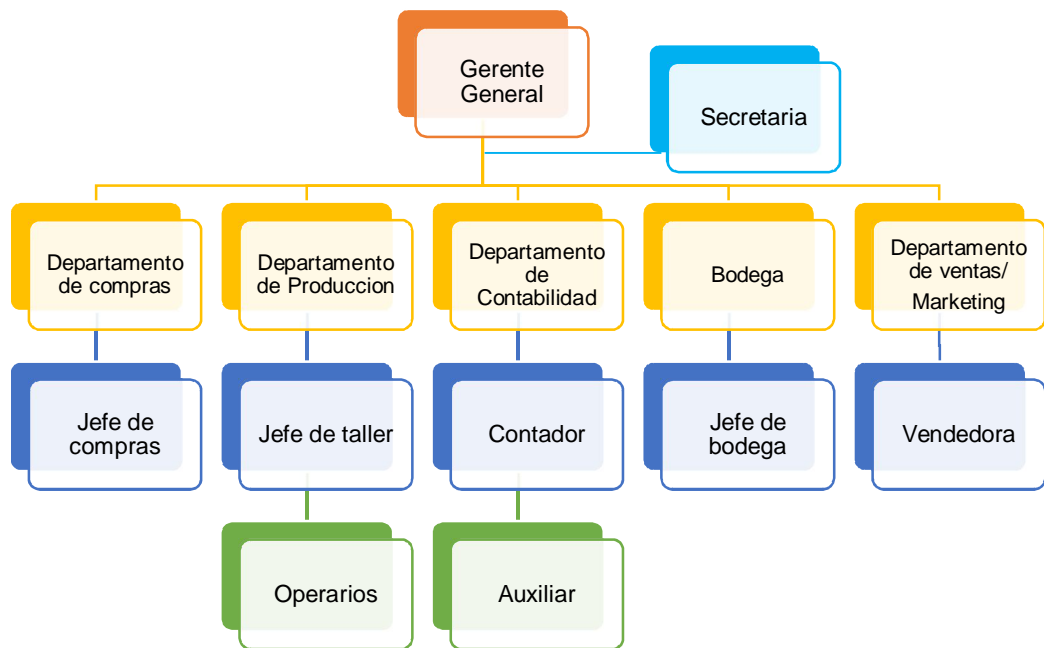 Gerente
General
Secretaria
Departamento
de compras
Departamento
de Produccion
Departamento
de
Contabilidad
Bodega
Departamento
de ventas/
Marketing
Jefe de
compras
Jefe de taller
Contador
Jefe de
bodega
Vendedora
Operarios
Auxiliar